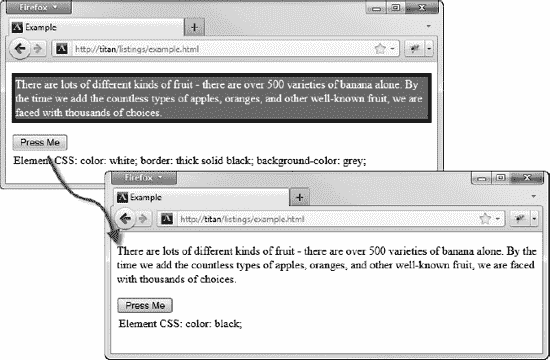 Firefox
Example
http://titan/listings/example.html
There are lots of different kinds of fruit - there are over 500 varieties of banana alone. By
the time we add the countless types of apples, oranges, and other well-known fruit, we are
faced with thousands of choices.
Press Me
Element CSS: color: white; border: thick solid black; background-color: grey;
Firefox
Example
http://titan/listings/example.html
There are lots of different kinds of fruit - there are over 500 varieties of banana alone. By the
time we add the countless types of apples, oranges, and other well-known fruit, we are faced
with thousands of choices.
Press Me
Element CSS: color: black;